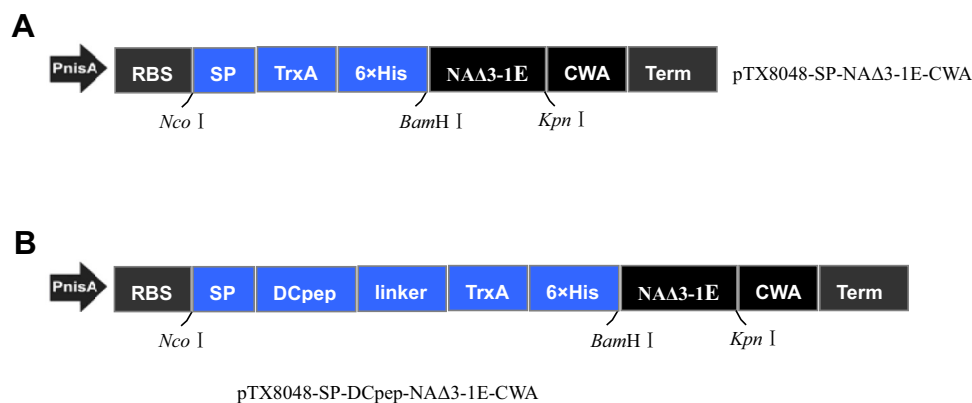 A
PnisA RBS SP TrxA 6×His NAΔ3-1E CWA Term pTX8048-SP-NAΔ3-1E-CWA
Nco Ⅰ BamH Ⅰ Kpn Ⅰ
B
PnisA RBS SP DCpep linker TrxA 6×His NAΔ3-1E CWA Term
Nco Ⅰ BamH Ⅰ Kpn Ⅰ
pTX8048-SP-DCpep-NAΔ3-1E-CWA